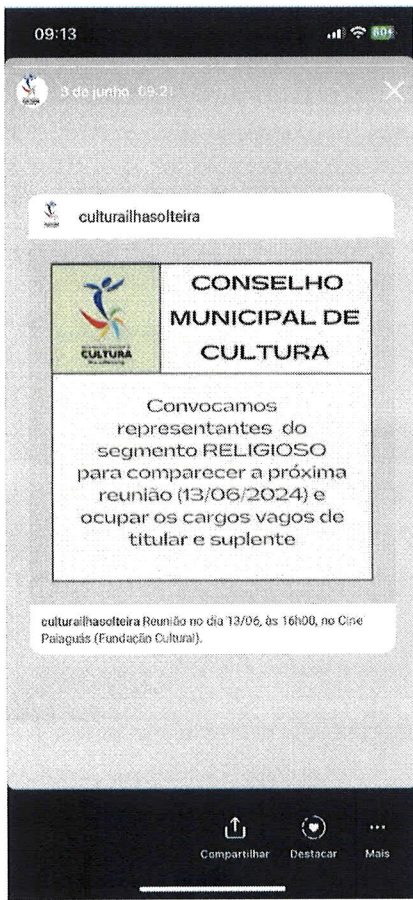 09:13
80
3 de junho 09:21
culturailhasolteira
CULTURA
CONSELHO
MUNICIPAL DE
CULTURA
Convocamos
representantes do
segmento RELIGIOSO
para comparecer a próxima
reunião (13/06/2024) e
ocupar os cargos vagos de
titular e suplente
culturailhasolteira Reunião no dia 13/06, às 16h00, no Cine
Paiaguás (Fundação Cultural).
Compartilhar
Destacar
Mais